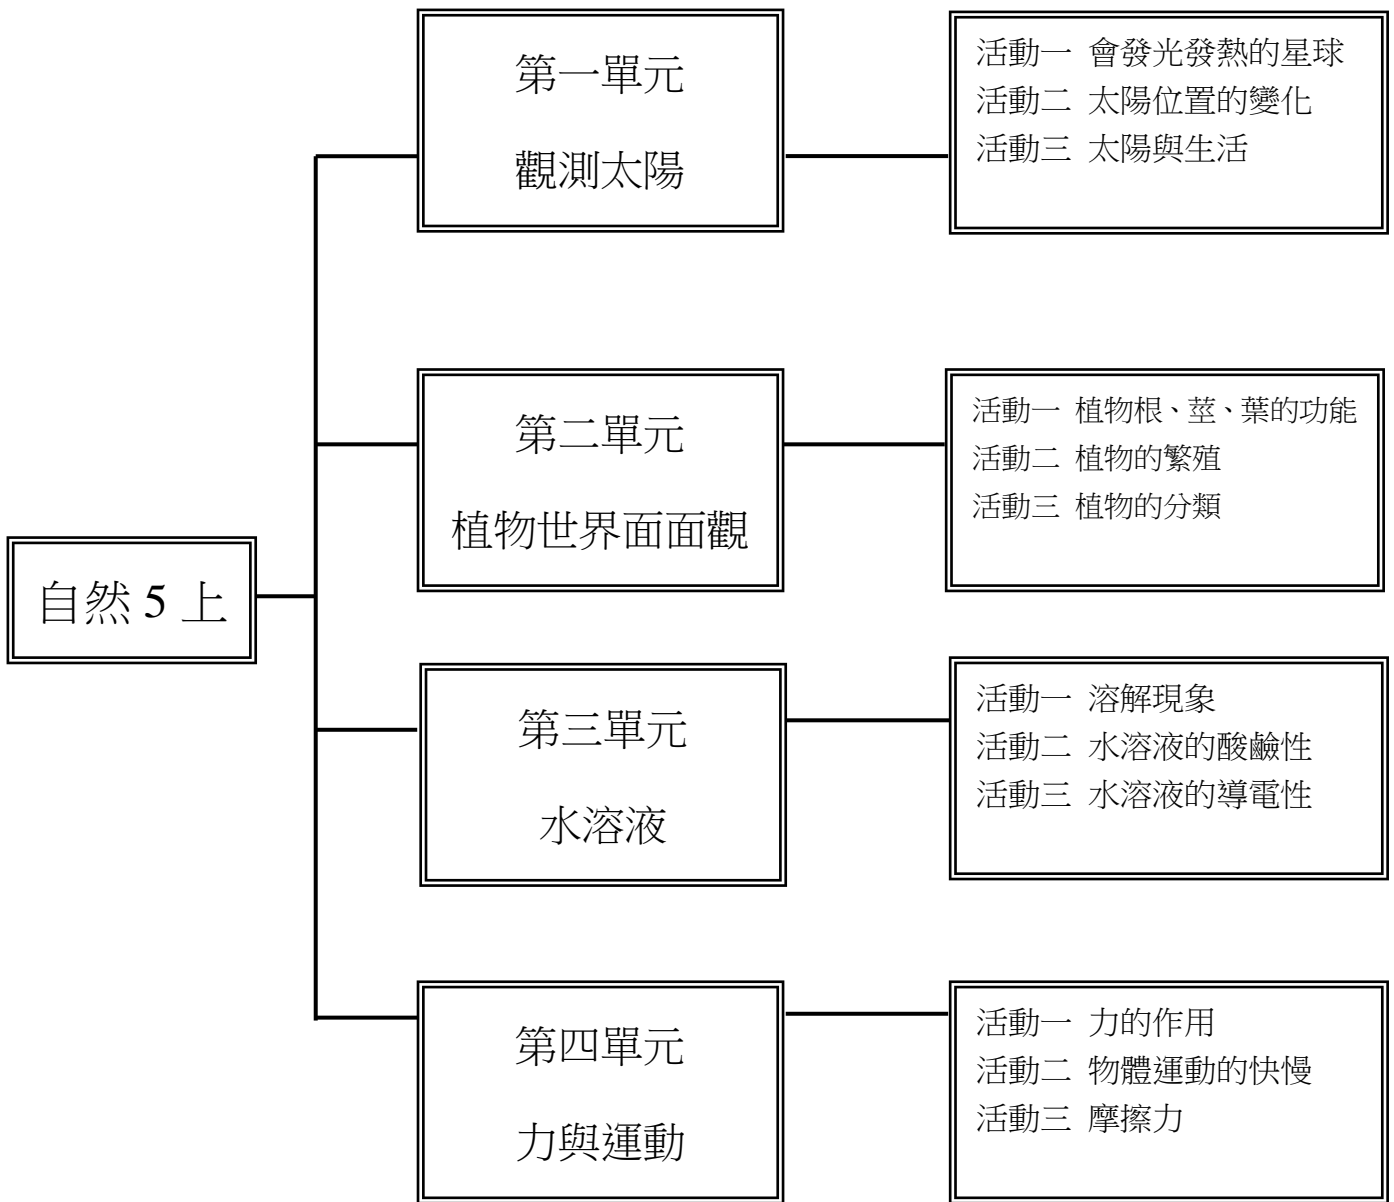 自然 5 上
第一單元
觀測太陽
活動一 會發光發熱的星球
活動二 太陽位置的變化
活動三 太陽與生活
第二單元
植物世界面面觀
活動一 植物根、莖、葉的功能
活動二 植物的繁殖
活動三 植物的分類
第三單元
水溶液
活動一 溶解現象
活動二 水溶液的酸鹼性
活動三 水溶液的導電性
第四單元
力與運動
活動一 力的作用
活動二 物體運動的快慢
活動三 摩擦力